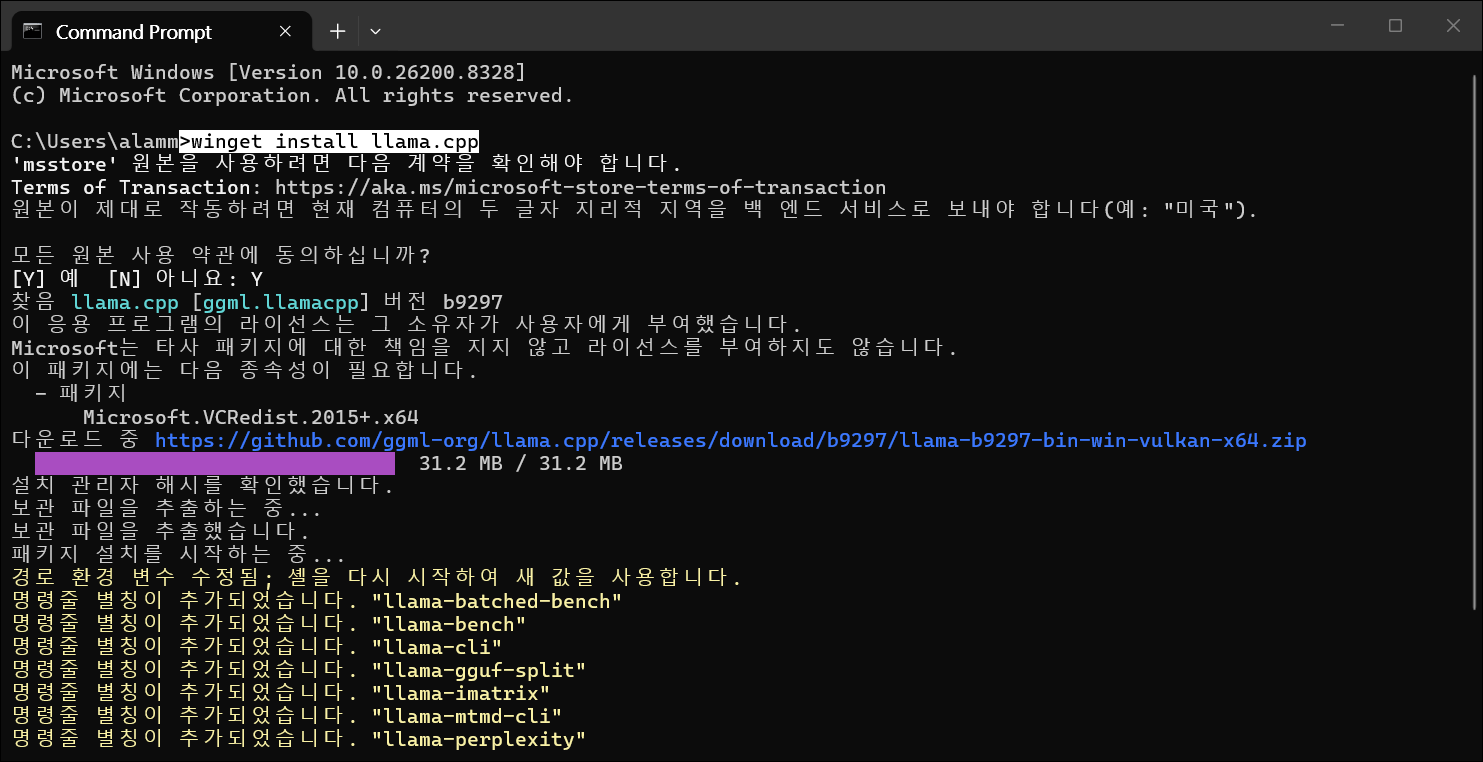 Command Prompt
Microsoft Windows [Version 10.0.26200.8328]
(c) Microsoft Corporation. All rights reserved.
C:\Users\alamm>winget install llama.cpp
'msstore' 원본을 사용하려면 다음 계약을 확인해야 합니다.
Terms of Transaction: https://aka.ms/microsoft-store-terms-of-transaction
원본이 제대로 작동하려면 현재 컴퓨터의 두 글자 지리적 지역을 백 엔드 서비스로 보내야 합니다(예: "미국").
모든 원본 사용 약관에 동의하십니까?
[Y] 예  [N] 아니요: Y
찾음 llama.cpp [ggml.llamacpp] 버전 b9297
이 응용 프로그램의 라이선스는 그 소유자가 사용자에게 부여했습니다.
Microsoft는 타사 패키지에 대한 책임을 지지 않고 라이선스를 부여하지도 않습니다.
이 패키지에는 다음 종속성이 필요합니다.
- 패키지
Microsoft.VCRedist.2015+.x64
다운로드 중 https://github.com/ggml-org/llama.cpp/releases/download/b9297/llama-b9297-bin-win-vulkan-x64.zip
31.2 MB / 31.2 MB
설치 관리자 해시를 확인했습니다.
보관 파일을 추출하는 중...
보관 파일을 추출했습니다.
패키지 설치를 시작하는 중...
경로 환경 변수 수정됨; 셸을 다시 시작하여 새 값을 사용합니다.
명령줄 별칭이 추가되었습니다. "llama-batched-bench"
명령줄 별칭이 추가되었습니다. "llama-bench"
명령줄 별칭이 추가되었습니다. "llama-cli"
명령줄 별칭이 추가되었습니다. "llama-gguf-split"
명령줄 별칭이 추가되었습니다. "llama-imatrix"
명령줄 별칭이 추가되었습니다. "llama-mtmd-cli"
명령줄 별칭이 추가되었습니다. "llama-perplexity"